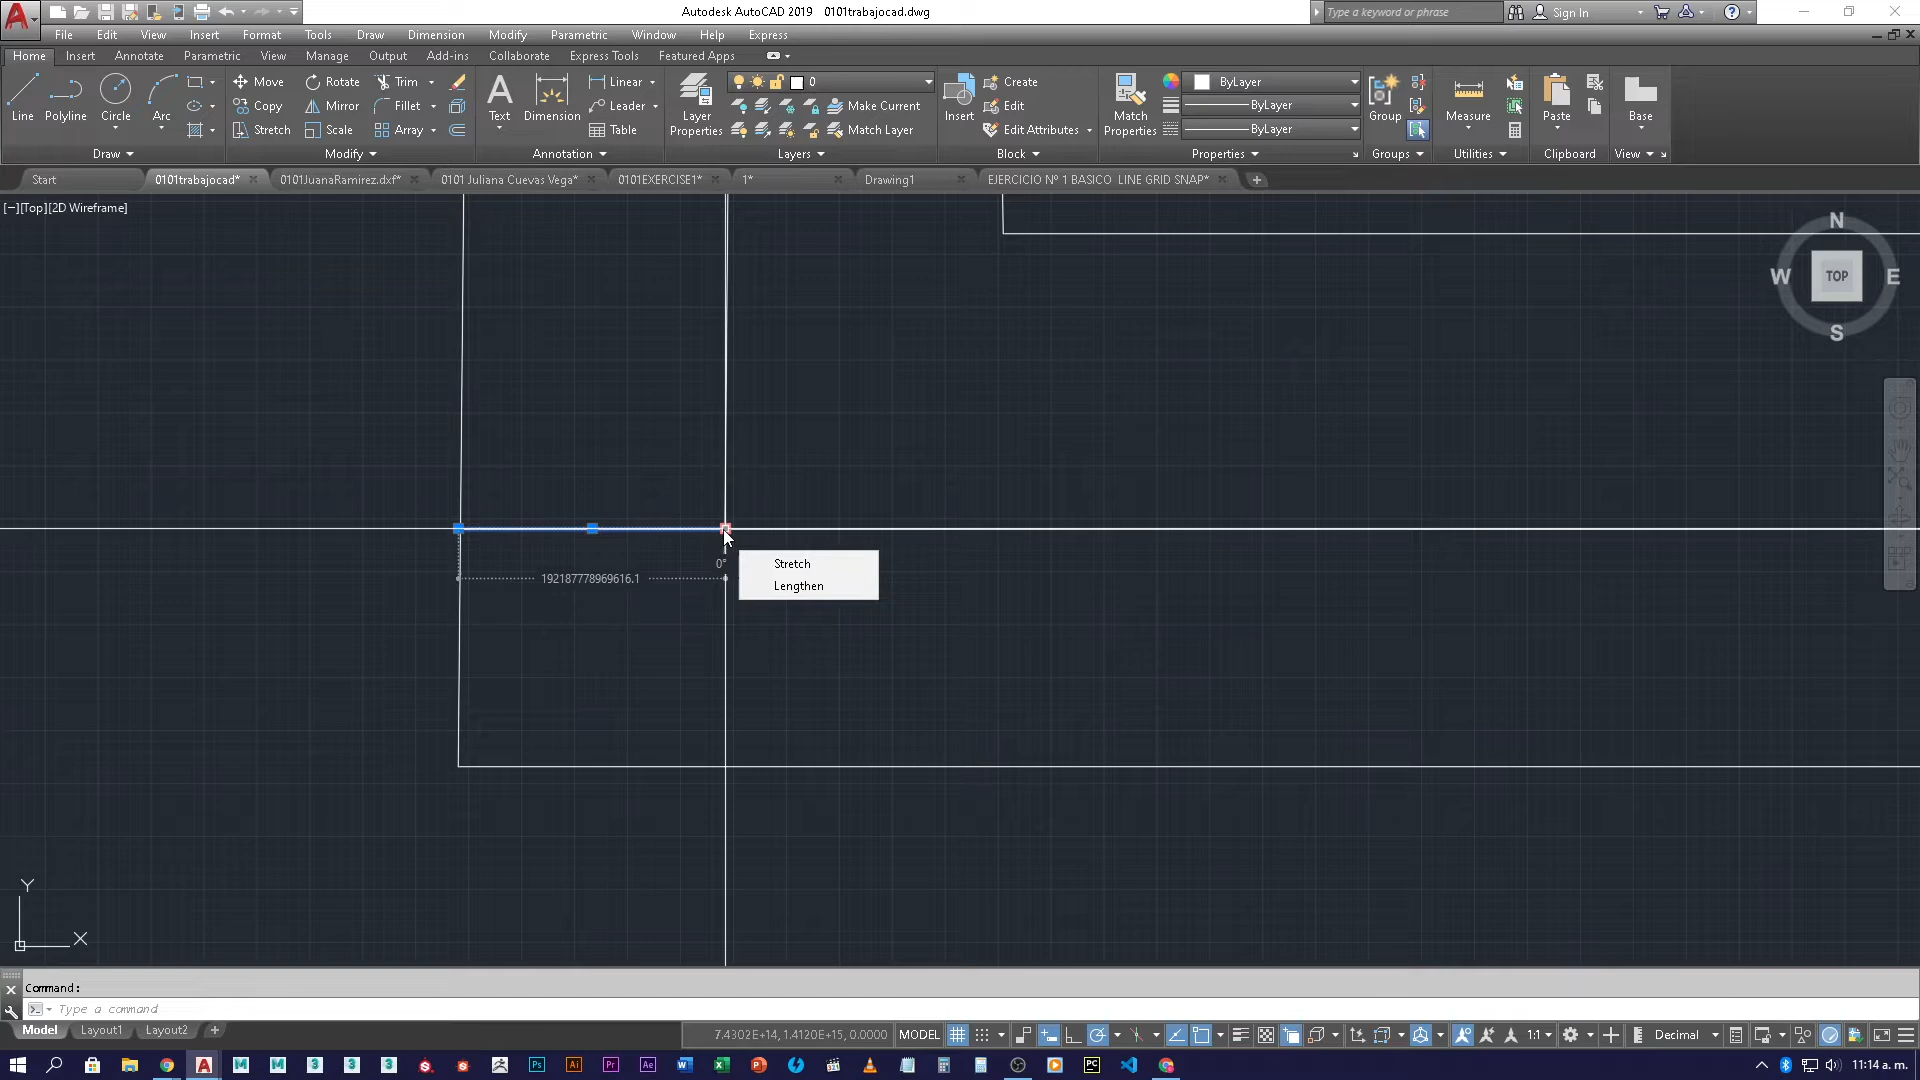 Autodesk AutoCAD 2019   0101trabajocad.dwg
Type a keyword or phrase
Sign In
File Edit View Insert Format Tools Draw Dimension Modify Parametric Window Help Express
Home Insert Annotate Parametric View Manage Output Add-ins Collaborate Express Tools Featured Apps
Line Polyline Circle Arc
Move Rotate Trim
Copy Mirror Fillet
Stretch Scale Array
Text Dimension
Linear
Leader
Table
Layer
Properties
0
Make Current
Match Layer
Insert
Create
Edit
Edit Attributes
Match
Properties
ByLayer
ByLayer
ByLayer
Group
Measure
Paste
Base
Draw Modify Annotation Layers Block Properties Groups Utilities Clipboard View
Start 0101trabajocad* 0101JuanaRamirez.dxf* 0101 Juliana Cuevas Vega* 0101EXERCISE1* 1* Drawing1 EJERCICIO Nº 1 BASICO  LINE GRID SNAP*
[−][Top][2D Wireframe]
N
W TOP E
S
0°
Stretch
192187778969616.1
Lengthen
Y
X
Command:
Type a command
Model Layout1 Layout2 +
7.4302E+14, 1.4120E+15, 0.0000 MODEL 1:1 Decimal
11:14 a. m.